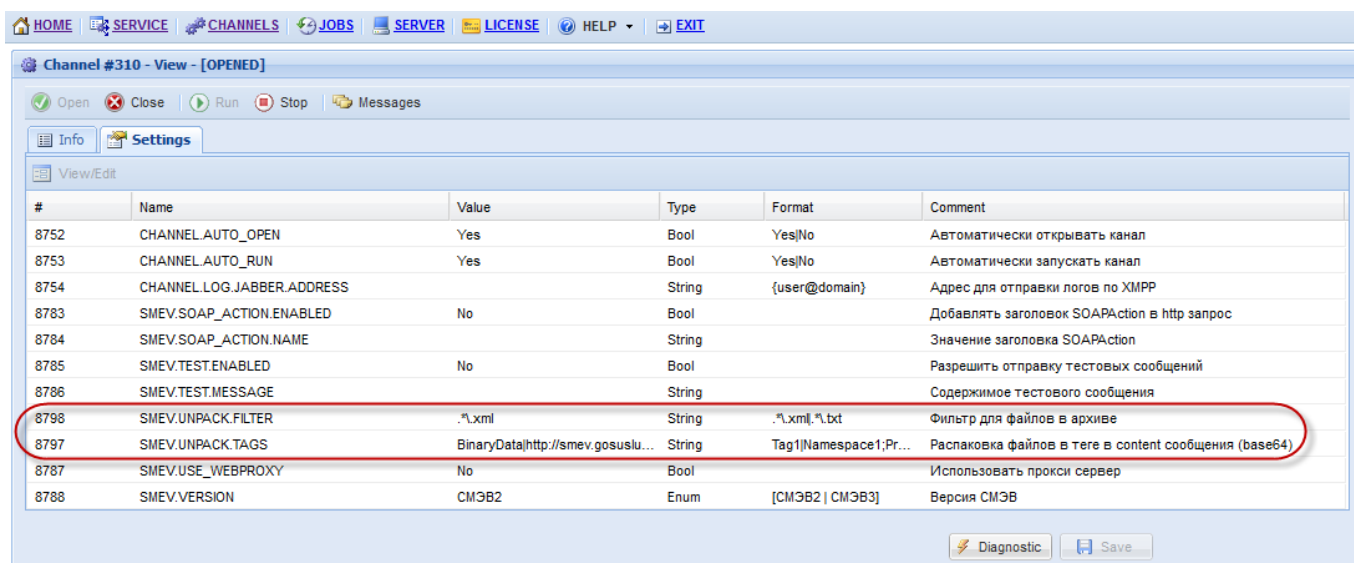 HOME SERVICE CHANNELS JOBS SERVER LICENSE HELP EXIT
Channel #310 - View - [OPENED]
Open Close Run Stop Messages
Info Settings
View/Edit
# Name Value Type Format Comment
8752 CHANNEL.AUTO_OPEN Yes Bool Yes|No Автоматически открывать канал
8753 CHANNEL.AUTO_RUN Yes Bool Yes|No Автоматически запускать канал
8754 CHANNEL.LOG.JABBER.ADDRESS String {user@domain} Адрес для отправки логов по XMPP
8783 SMEV.SOAP_ACTION.ENABLED No Bool Добавлять заголовок SOAPAction в http запрос
8784 SMEV.SOAP_ACTION.NAME String Значение заголовка SOAPAction
8785 SMEV.TEST.ENABLED No Bool Разрешить отправку тестовых сообщений
8786 SMEV.TEST.MESSAGE String Содержимое тестового сообщения
8798 SMEV.UNPACK.FILTER .*\.xml String .*\.xml|.*\.txt Фильтр для файлов в архиве
8797 SMEV.UNPACK.TAGS BinaryData|http://smev.gosuslu... String Tag1|Namespace1;Pr... Распаковка файлов в теге в content сообщения (base64)
8787 SMEV.USE_WEBPROXY No Bool Использовать прокси сервер
8788 SMEV.VERSION СМЭВ2 Enum [СМЭВ2 | СМЭВ3] Версия СМЭВ
Diagnostic Save